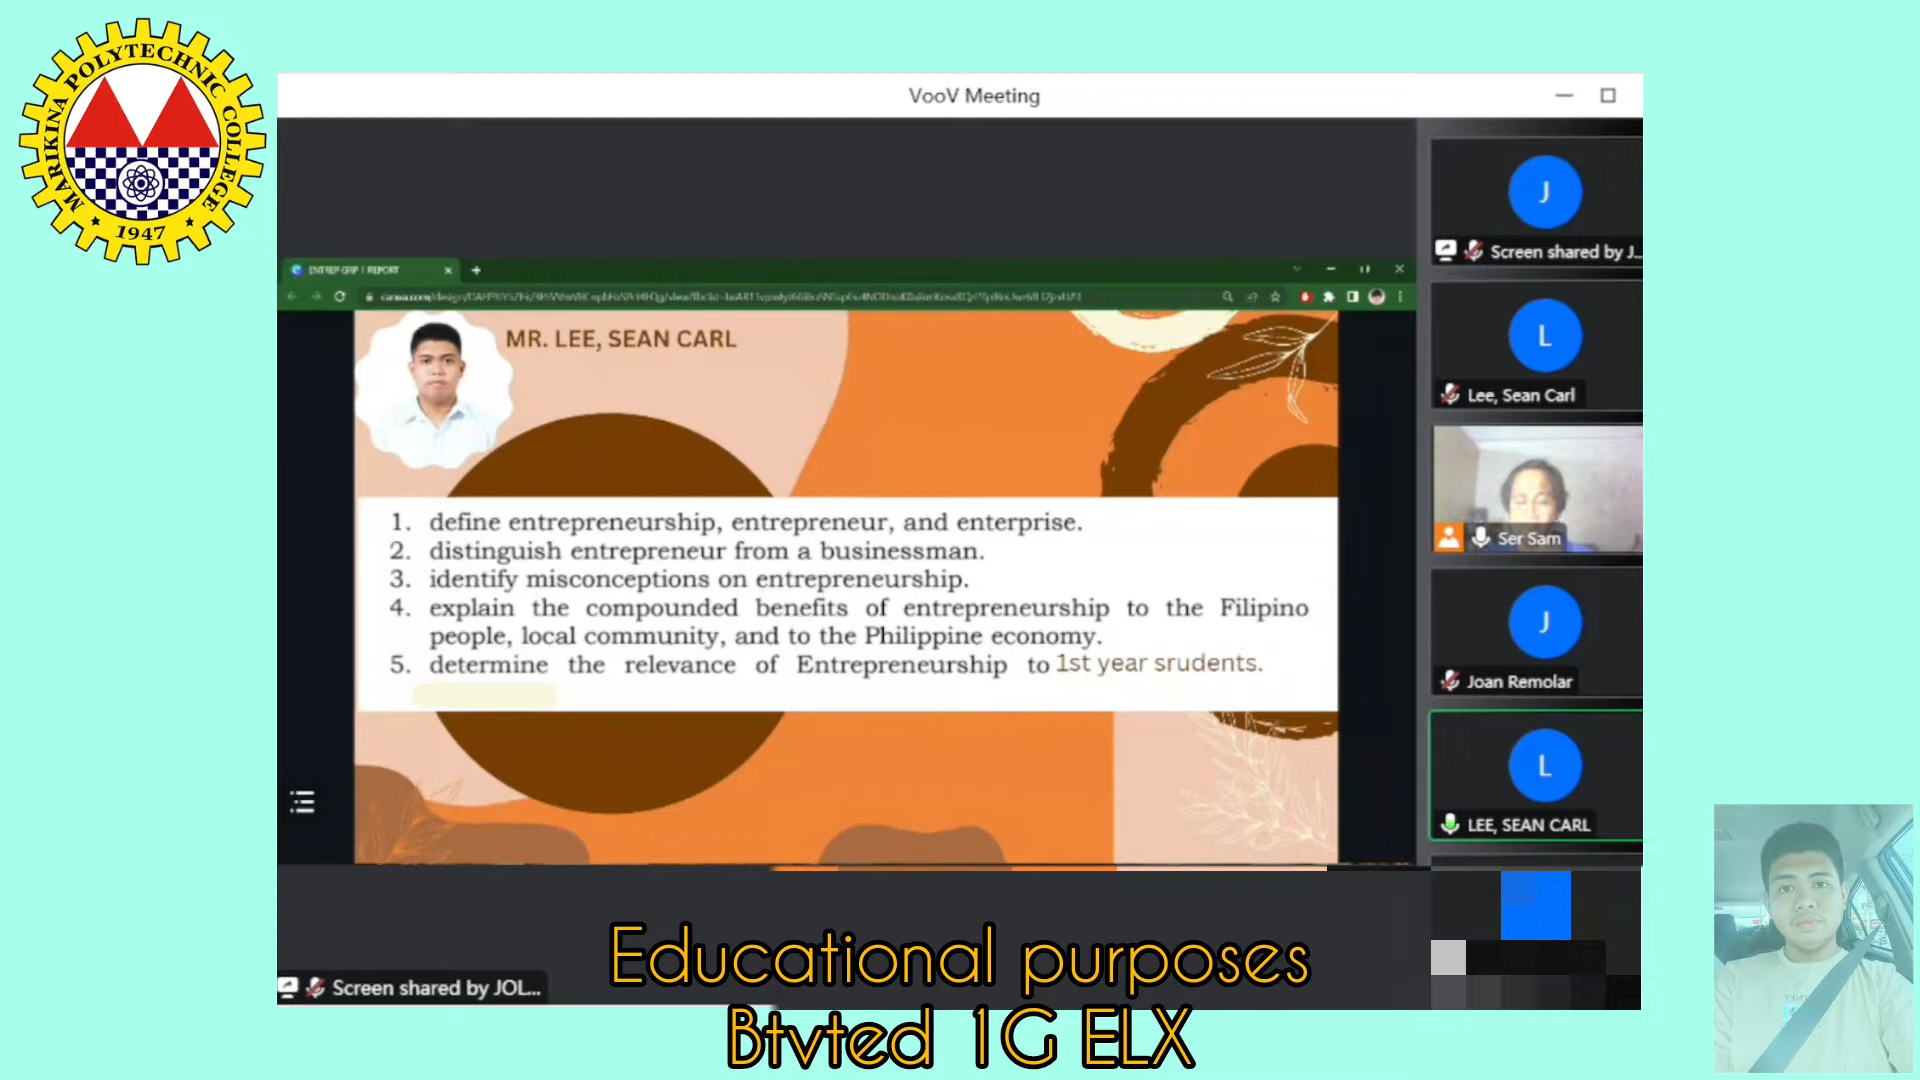 MARIKINA POLYTECHNIC COLLEGE
1947
VooV Meeting
ENTREP GRP 1 REPORT
MR. LEE, SEAN CARL
1. define entrepreneurship, entrepreneur, and enterprise.
2. distinguish entrepreneur from a businessman.
3. identify misconceptions on entrepreneurship.
4. explain the compounded benefits of entrepreneurship to the Filipino
people, local community, and to the Philippine economy.
5. determine the relevance of Entrepreneurship to 1st year srudents.
J
Screen shared by J...
L
Lee, Sean Carl
Ser Sam
J
Joan Remolar
L
LEE, SEAN CARL
Screen shared by JOL...
Educational purposes
Btvted 1G ELX